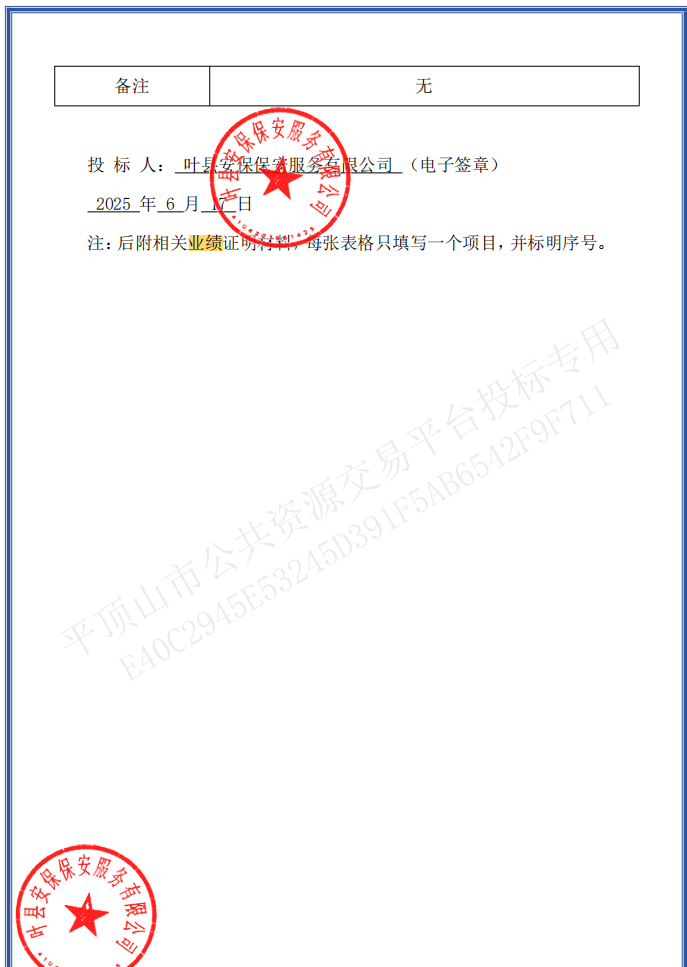 备注 无
投 标 人： 叶县安保保安服务有限公司 （电子签章）
2025 年 6 月 17 日
注：后附相关业绩证明材料，每张表格只填写一个项目，并标明序号。
叶县安保保安服务有限公司
平顶山市公共资源交易平台投标专用
E40C2945E53245D391F5AB6542F9F711
叶县安保保安服务有限公司